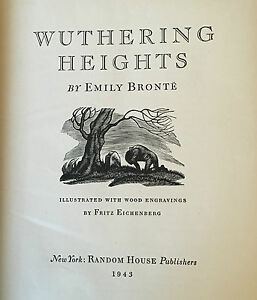 WUTHERING
HEIGHTS
BY EMILY BRONTË
ILLUSTRATED WITH WOOD ENGRAVINGS
BY FRITZ EICHENBERG
New York: RANDOM HOUSE Publishers
1943